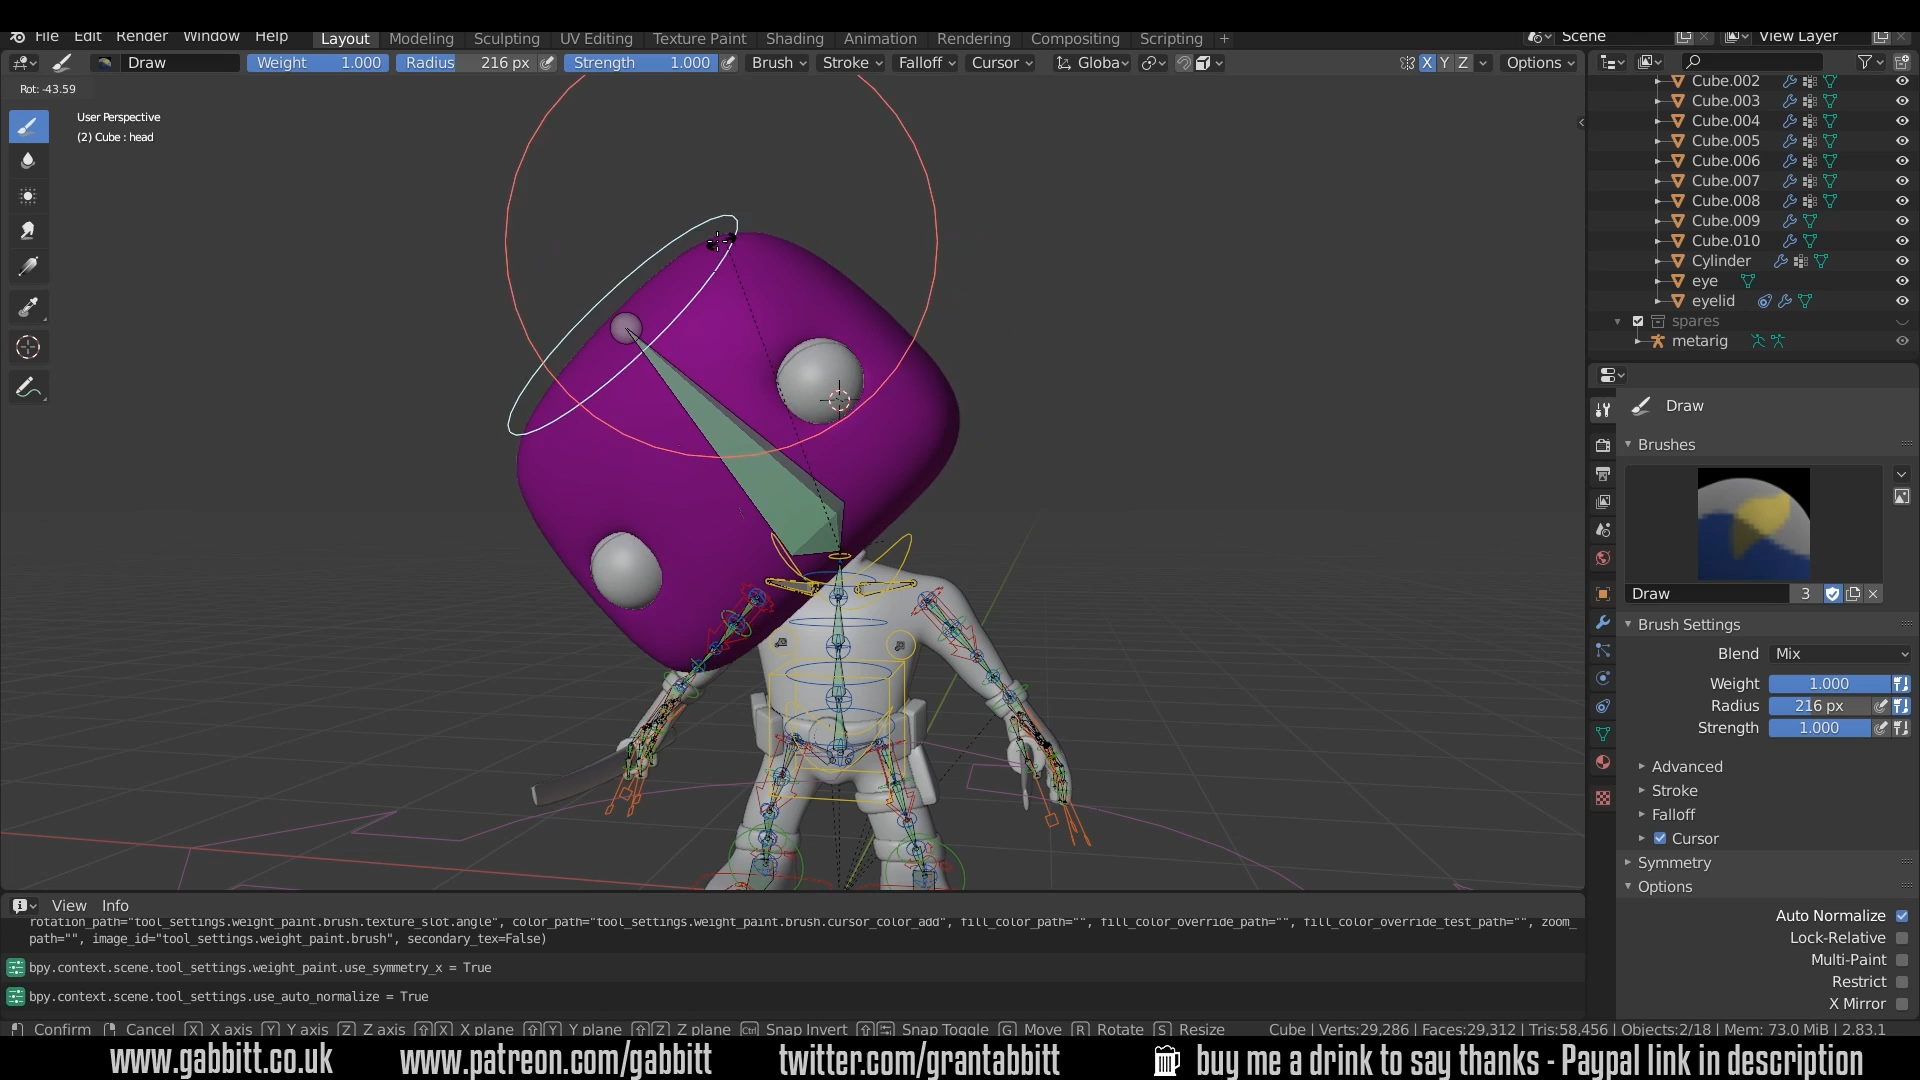 File Edit Render Window Help Layout Modeling Sculpting UV Editing Texture Paint Shading Animation Rendering Compositing Scripting + Scene View Layer
Draw Weight 1.000 Radius 216 px Strength 1.000 Brush Stroke Falloff Cursor Globa X Y Z Options
Rot: -43.59
User Perspective
(2) Cube : head
Cube.002
Cube.003
Cube.004
Cube.005
Cube.006
Cube.007
Cube.008
Cube.009
Cube.010
Cylinder
eye
eyelid
spares
metarig
Draw
Brushes
Draw 3
Brush Settings
Blend Mix
Weight 1.000
Radius 216 px
Strength 1.000
Advanced
Stroke
Falloff
Cursor
Symmetry
Options
Auto Normalize
Lock-Relative
Multi-Paint
Restrict
X Mirror
View Info
rotation_path="tool_settings.weight_paint.brush.texture_slot.angle", color_path="tool_settings.weight_paint.brush.cursor_color_add", fill_color_path="", fill_color_override_path="", fill_color_override_test_path="", zoom_
path="", image_id="tool_settings.weight_paint.brush", secondary_tex=False)
bpy.context.scene.tool_settings.weight_paint.use_symmetry_x = True
bpy.context.scene.tool_settings.use_auto_normalize = True
Confirm Cancel X X axis Y Y axis Z Z axis X X plane Y Y plane Z Z plane Ctrl Snap Invert Snap Toggle G Move R Rotate S Resize Cube | Verts:29,286 | Faces:29,312 | Tris:58,456 | Objects:2/18 | Mem: 73.0 MiB | 2.83.1
www.gabbitt.co.uk www.patreon.com/gabbitt twitter.com/grantabbitt buy me a drink to say thanks - Paypal link in description